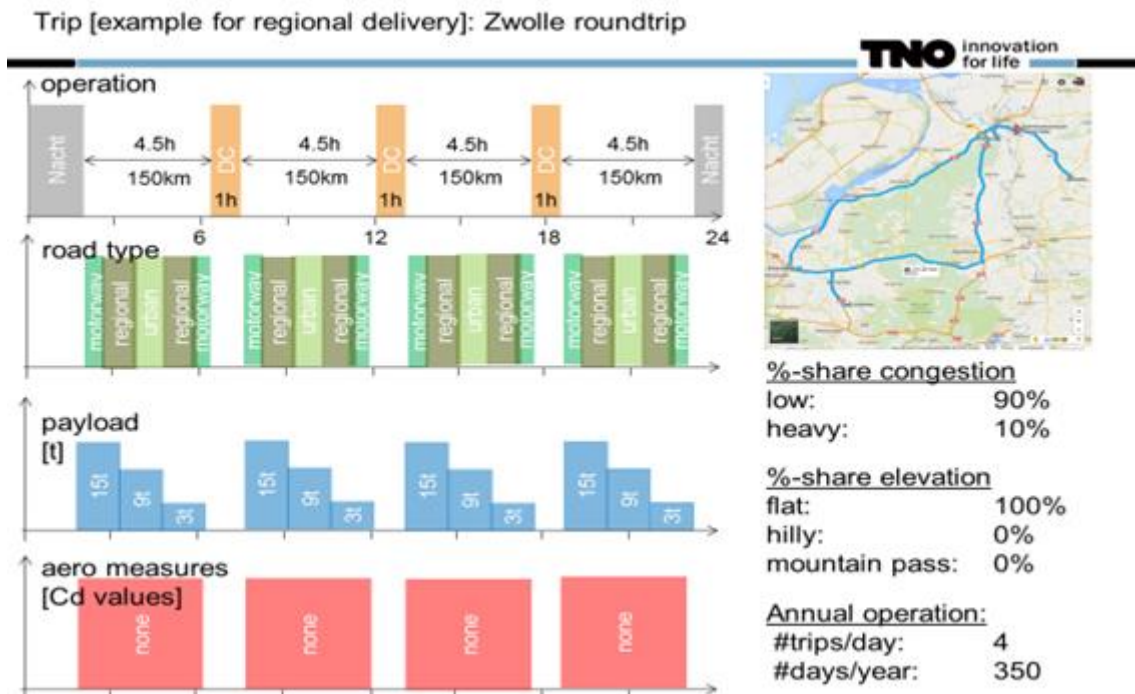 Trip [example for regional delivery]: Zwolle roundtrip
TNO innovation
for life
operation
Nacht
4.5h
150km
DC
1h
4.5h
150km
DC
1h
4.5h
150km
DC
1h
4.5h
150km
Nacht
6
12
18
24
road type
motorway
regional
urban
regional
motorway
motorway
regional
urban
regional
motorway
motorway
regional
urban
regional
motorway
motorway
regional
urban
regional
motorway
payload
[t]
15t
9t
3t
15t
9t
3t
15t
9t
3t
15t
9t
3t
aero measures
[Cd values]
none
none
none
none
%-share congestion
low: 90%
heavy: 10%
%-share elevation
flat: 100%
hilly: 0%
mountain pass: 0%
Annual operation:
#trips/day: 4
#days/year: 350